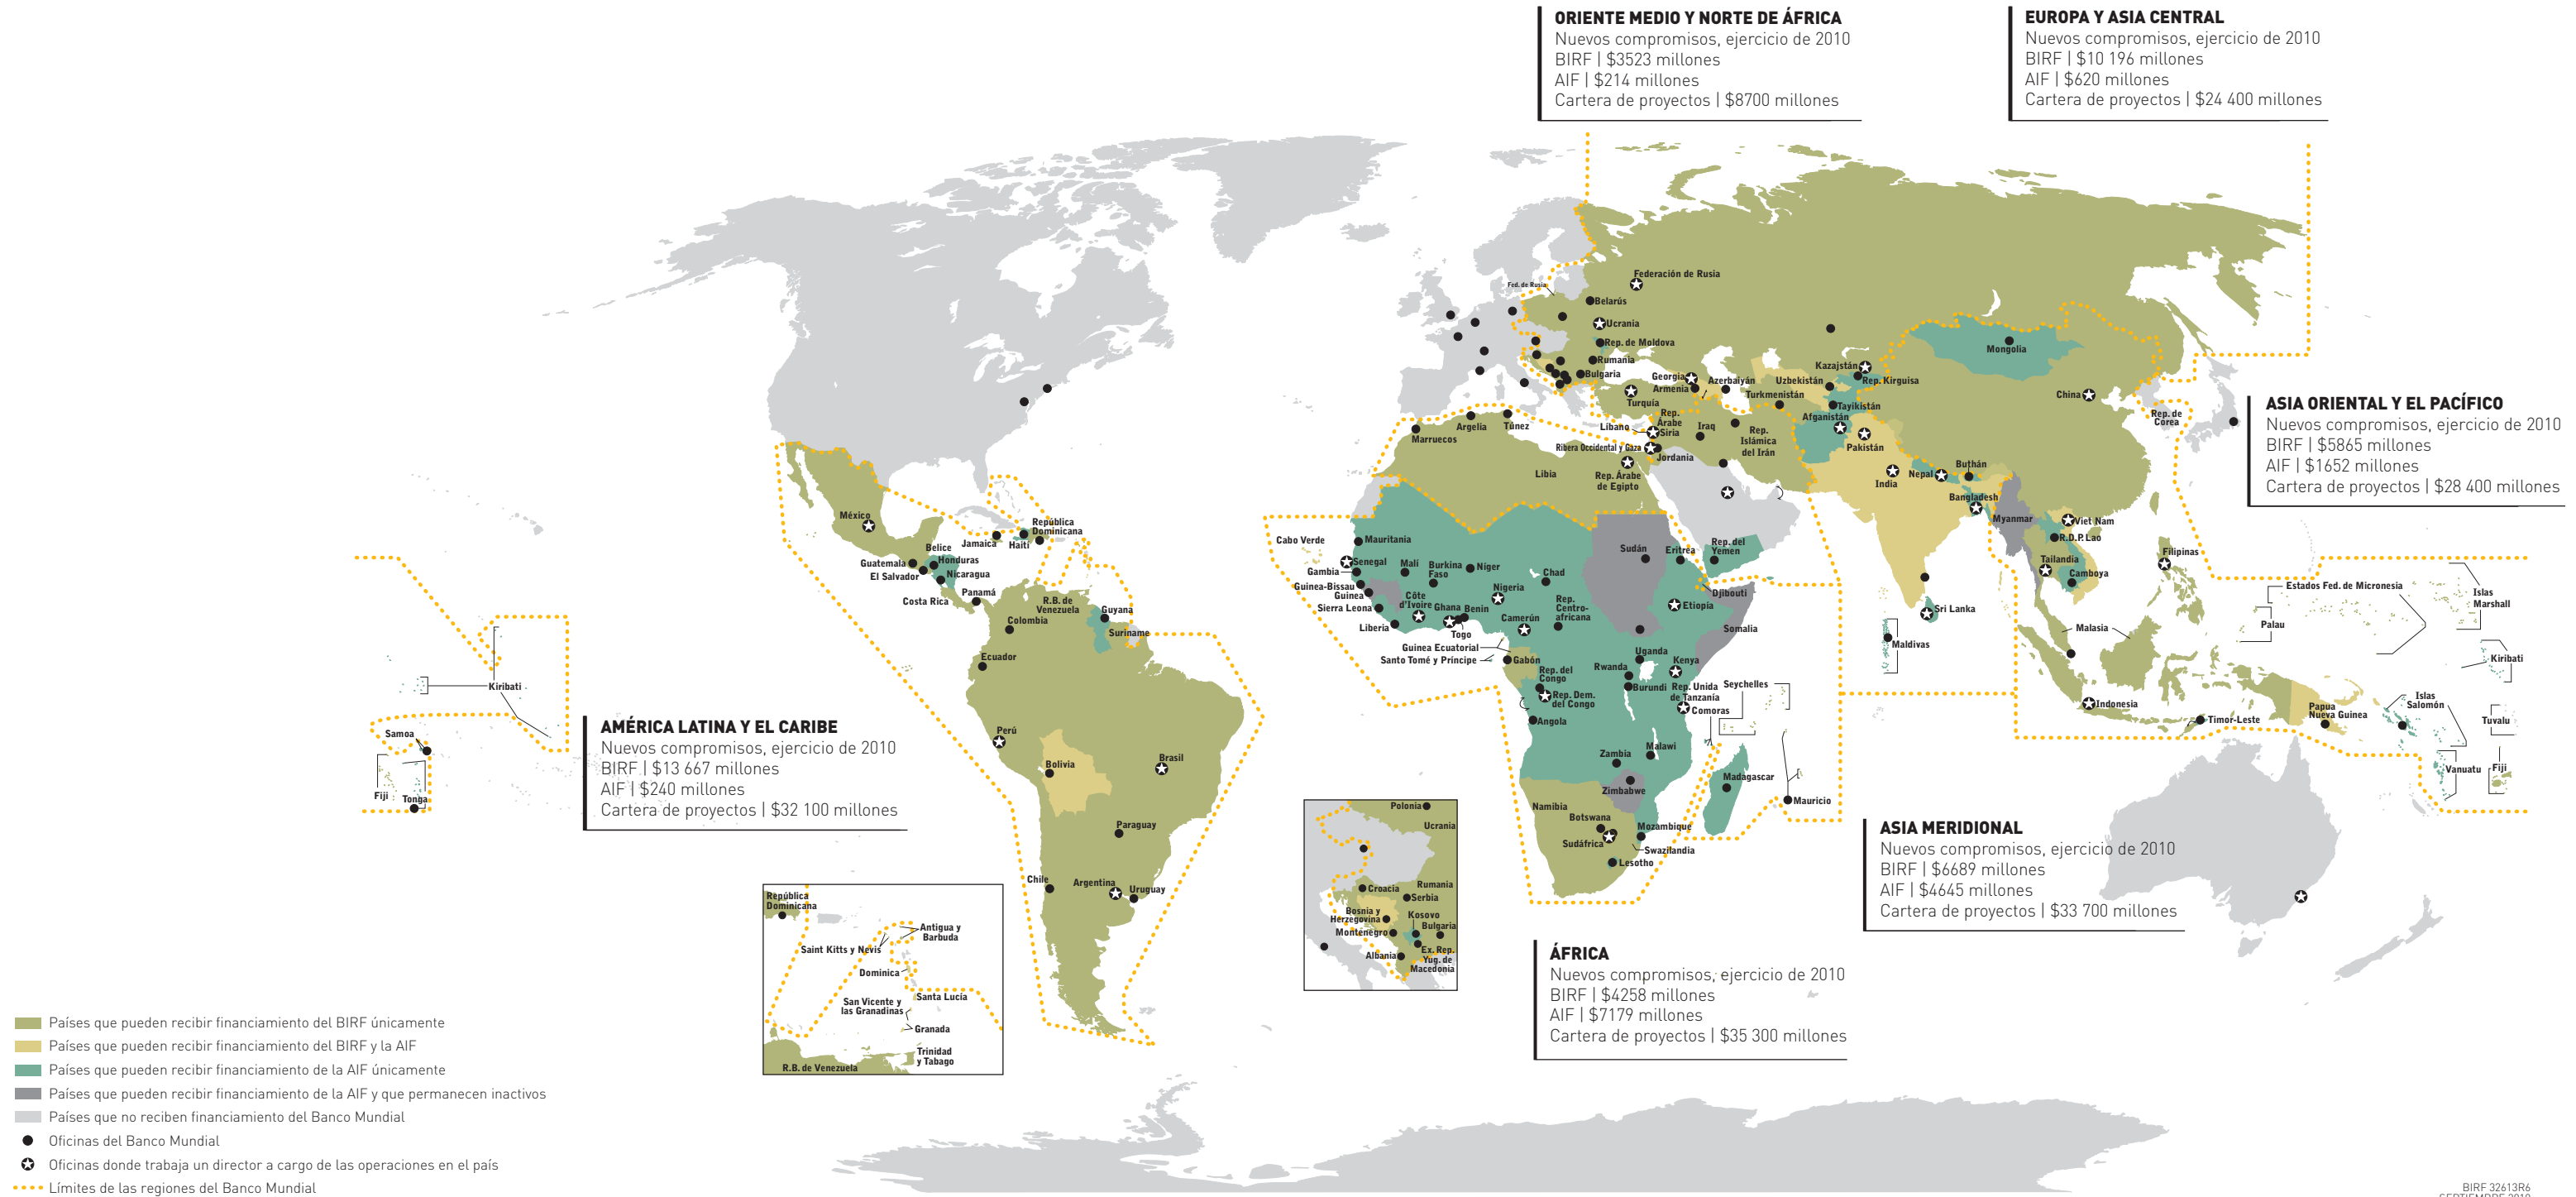 ORIENTE MEDIO Y NORTE DE ÁFRICA
Nuevos compromisos, ejercicio de 2010
BIRF | $3523 millones
AIF | $214 millones
Cartera de proyectos | $8700 millones
EUROPA Y ASIA CENTRAL
Nuevos compromisos, ejercicio de 2010
BIRF | $10 196 millones
AIF | $620 millones
Cartera de proyectos | $24 400 millones
ASIA ORIENTAL Y EL PACÍFICO
Nuevos compromisos, ejercicio de 2010
BIRF | $5865 millones
AIF | $1652 millones
Cartera de proyectos | $28 400 millones
AMÉRICA LATINA Y EL CARIBE
Nuevos compromisos, ejercicio de 2010
BIRF | $13 667 millones
AIF | $240 millones
Cartera de proyectos | $32 100 millones
ASIA MERIDIONAL
Nuevos compromisos, ejercicio de 2010
BIRF | $6689 millones
AIF | $4645 millones
Cartera de proyectos | $33 700 millones
ÁFRICA
Nuevos compromisos, ejercicio de 2010
BIRF | $4258 millones
AIF | $7179 millones
Cartera de proyectos | $35 300 millones
Federación de Rusia
Fed. de Rusia
Belarús
Ucrania
Rep. de Moldova
Rumania
Bulgaria
Georgia
Armenia
Azerbaiyán
Turquía
Kazajstán
Uzbekistán
Rep. Kirguisa
Turkmenistán
Tayikistán
Afganistán
Pakistán
Mongolia
China
Rep. de
Corea
Marruecos
Argelia
Túnez
Líbano
Rep.
Árabe
Siria
Iraq
Rep.
Islámica
del Irán
Ribera Occidental y Gaza
Jordania
Libia
Rep. Árabe
de Egipto
India
Nepal
Buthán
Bangladesh
Myanmar
Viet Nam
R.D.P. Lao
Tailandia
Camboya
Filipinas
Sri Lanka
Maldivas
Malasia
Indonesia
Timor-Leste
Papua
Nueva Guinea
Estados Fed. de Micronesia
Islas
Marshall
Palau
Kiribati
Islas
Salomón
Tuvalu
Vanuatu
Fiji
Kiribati
Samoa
Fiji
Tonga
México
Belice
Guatemala
Honduras
El Salvador
Nicaragua
Costa Rica
Panamá
Jamaica
Haití
República
Dominicana
R.B. de
Venezuela
Guyana
Suriname
Colombia
Ecuador
Perú
Bolivia
Brasil
Paraguay
Chile
Argentina
Uruguay
Cabo Verde
Mauritania
Senegal
Gambia
Guinea-Bissau
Guinea
Sierra Leona
Liberia
Malí
Burkina
Faso
Níger
Côte
d'Ivoire
Ghana
Benin
Togo
Nigeria
Chad
Camerún
Rep.
Centro-
africana
Sudán
Eritrea
Rep. del
Yemen
Djibouti
Etiopía
Somalia
Guinea Ecuatorial
Santo Tomé y Príncipe
Gabón
Rep. del
Congo
Rep. Dem.
del Congo
Angola
Uganda
Kenya
Rwanda
Burundi
Rep. Unida
de Tanzanía
Seychelles
Comoras
Zambia
Malawi
Madagascar
Mauricio
Zimbabwe
Mozambique
Namibia
Botswana
Sudáfrica
Swazilandia
Lesotho
Polonia
Ucrania
Rumania
Croacia
Serbia
Bosnia y
Herzegovina
Kosovo
Bulgaria
Montenegro
Albania
Ex. Rep.
Yug. de
Macedonia
República
Dominicana
Antigua y
Barbuda
Saint Kitts y Nevis
Dominica
Santa Lucía
San Vicente y
las Granadinas
Granada
Trinidad
y Tabago
R.B. de Venezuela
Países que pueden recibir financiamiento del BIRF únicamente
Países que pueden recibir financiamiento del BIRF y la AIF
Países que pueden recibir financiamiento de la AIF únicamente
Países que pueden recibir financiamiento de la AIF y que permanecen inactivos
Países que no reciben financiamiento del Banco Mundial
Oficinas del Banco Mundial
Oficinas donde trabaja un director a cargo de las operaciones en el país
Límites de las regiones del Banco Mundial
BIRF 32613R6
SEPTIEMBRE 2010